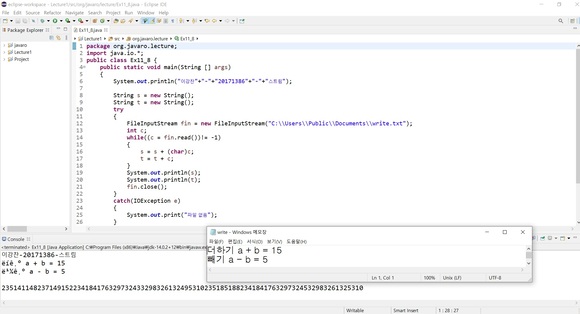 eclipse-workspace - Lecture1/src/org/javaro/lecture/Ex11_8.java - Eclipse IDE
File Edit Source Refactor Navigate Search Project Run Window Help
Package Explorer
javaro
Lecture1
Project
Ex11_8.java
Lecture1 src org.javaro.lecture Ex11_8
1 package org.javaro.lecture;
2 import java.io.*;
3 public class Ex11_8 {
4 public static void main(String [] args)
5 {
6 System.out.println("이강찬"+"-"+"20171386"+"-"+"스트림");
7
8 String s = new String();
9 String t = new String();
10 try
11 {
12 FileInputStream fin = new FileInputStream("C:\\Users\\Public\\Documents\\write.txt");
13 int c;
14 while((c = fin.read())!= -1)
15 {
16 s = s + (char)c;
17 t = t + c;
18 }
19 System.out.println(s);
20 System.out.println(t);
21 fin.close();
22 }
23 catch(IOException e)
24 {
25 System.out.print("파일 없음");
26 }
write - Windows 메모장
파일(F) 편집(E) 서식(O) 보기(V) 도움말(H)
더하기 a + b = 15
빼기 a - b = 5
Ln 1, Col 1 100% Unix (LF) UTF-8
Console
<terminated> Ex11_8 [Java Application] C:\Program Files (x86)\Java\jdk-14.0.2+12\bin\javaw.exe
이강찬-20171386-스트림
a + b = 15
a - b = 5
Writable Smart Insert 1 : 28 : 27